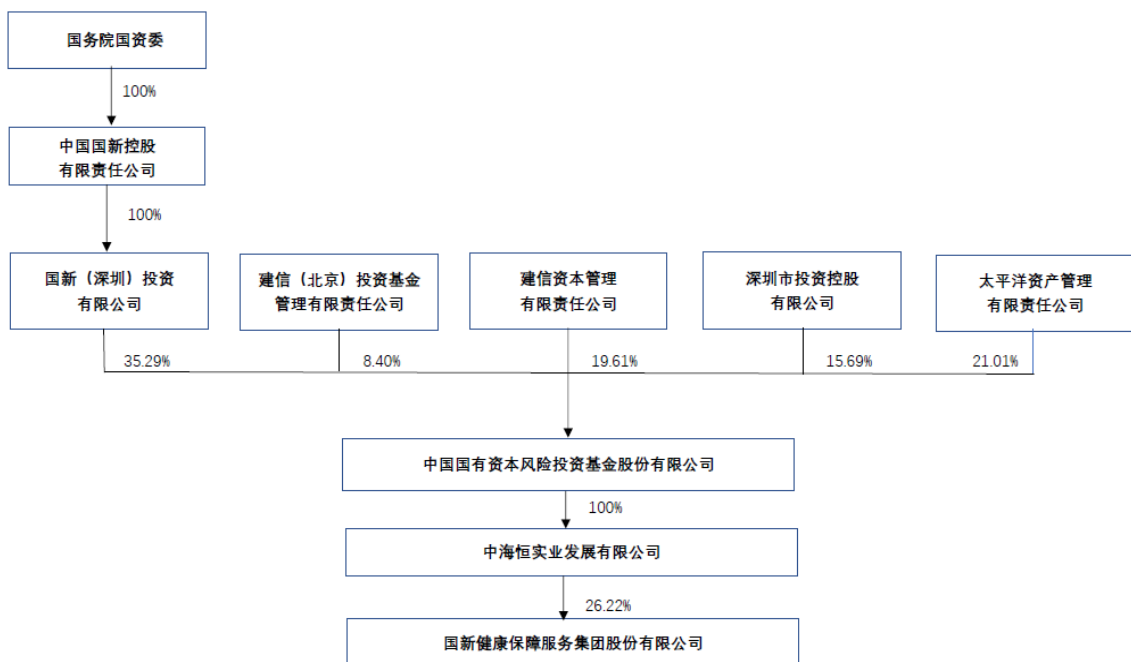 国务院国资委
100%
中国国新控股
有限责任公司
100%
国新（深圳）投资
有限公司
建信（北京）投资基金
管理有限责任公司
建信资本管理
有限责任公司
深圳市投资控股
有限公司
太平洋资产管理
有限责任公司
35.29%
8.40%
19.61%
15.69%
21.01%
中国国有资本风险投资基金股份有限公司
100%
中海恒实业发展有限公司
26.22%
国新健康保障服务集团股份有限公司